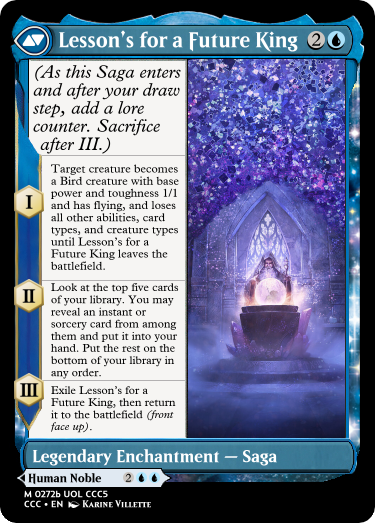 Lesson's for a Future King 2
(As this Saga enters
and after your draw
step, add a lore
counter. Sacrifice
after III.)
I
Target creature becomes
a Bird creature with base
power and toughness 1/1
and has flying, and loses
all other abilities, card
types, and creature types
until Lesson's for a
Future King leaves the
battlefield.
II
Look at the top five cards
of your library. You may
reveal an instant or
sorcery card from among
them and put it into your
hand. Put the rest on the
bottom of your library in
any order.
III
Exile Lesson's for a
Future King, then return
it to the battlefield (front
face up).
Legendary Enchantment — Saga
Human Noble 2
M 0272b UOL CCC5
CCC • EN Karine Villette